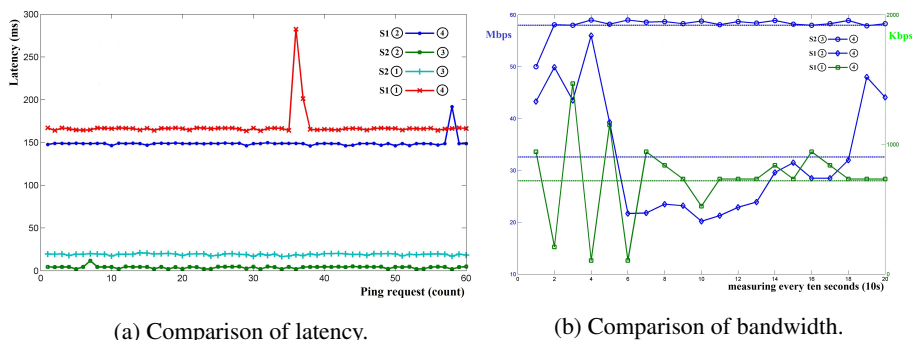 Latency (ms)
300
250
200
150
100
50
0
0
10
20
30
40
50
60
Ping request (count)
S1 ② ④
S2 ② ③
S2 ① ③
S1 ① ④
(a) Comparison of latency.
Mbps
60
50
40
30
20
10
0
2
4
6
8
10
12
14
16
18
20
measuring every ten seconds (10s)
Kbps
2000
1000
0
S2 ③ ④
S1 ② ④
S1 ① ④
(b) Comparison of bandwidth.